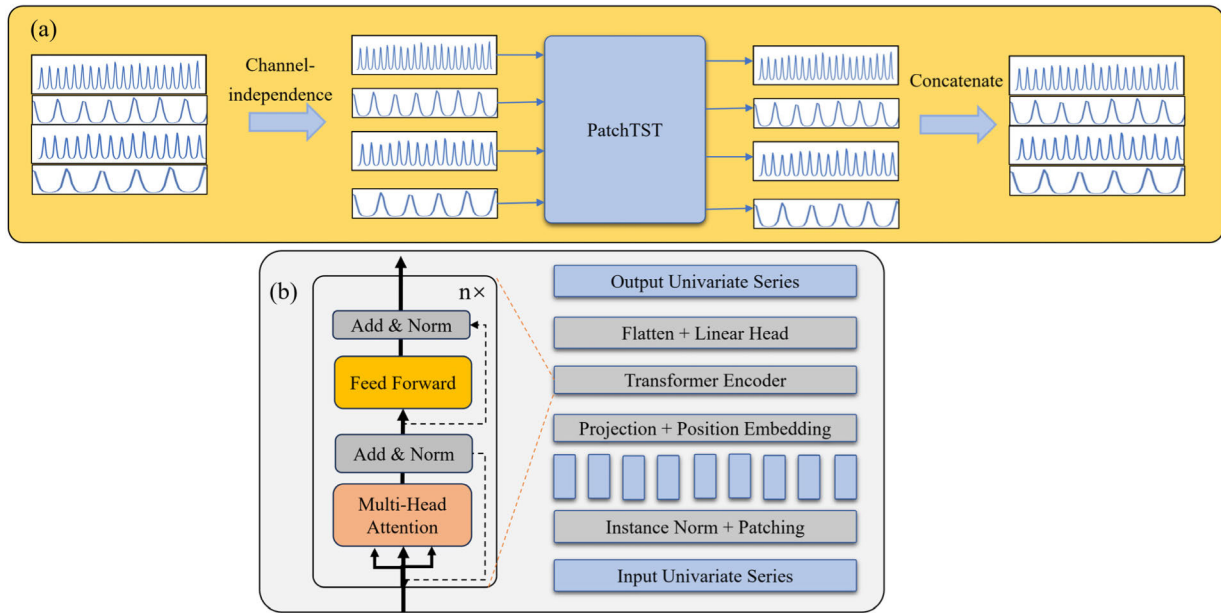 (a)
Channel-
independence
PatchTST
Concatenate
(b)
n×
Add & Norm
Feed Forward
Add & Norm
Multi-Head
Attention
Output Univariate Series
Flatten + Linear Head
Transformer Encoder
Projection + Position Embedding
Instance Norm + Patching
Input Univariate Series